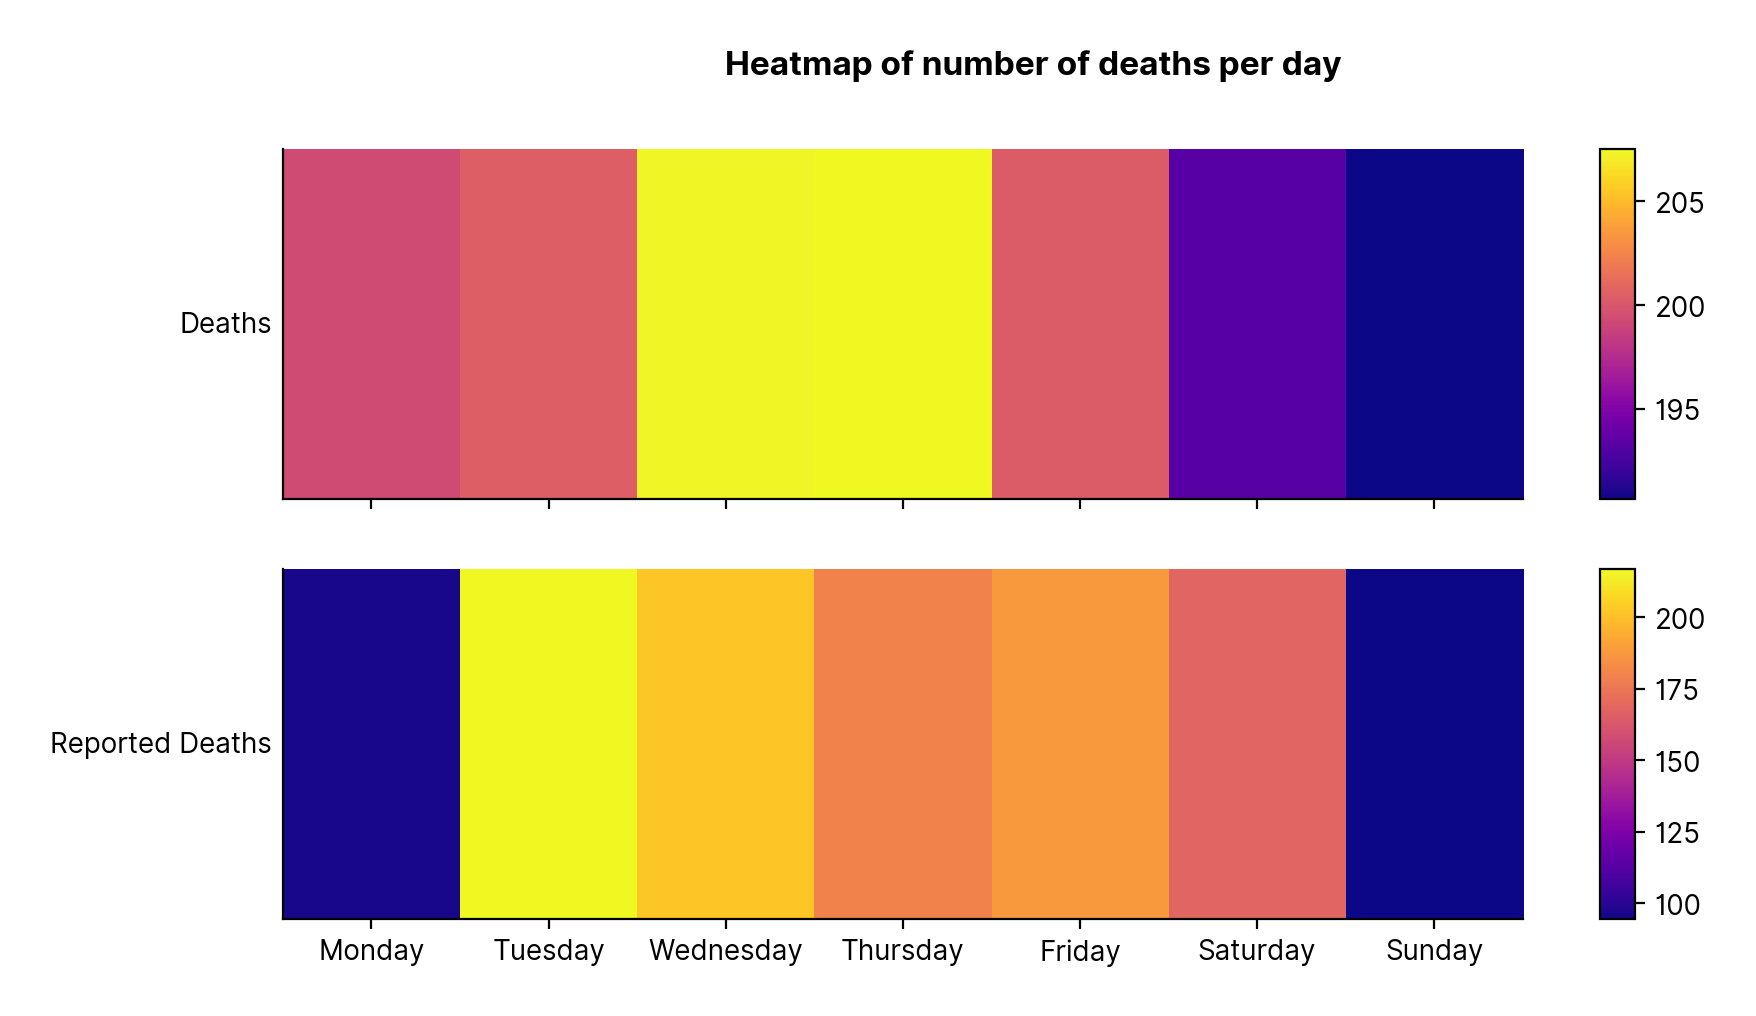 Heatmap of number of deaths per day
Deaths
205
200
195
Reported Deaths
200
175
150
125
100
Monday Tuesday Wednesday Thursday Friday Saturday Sunday